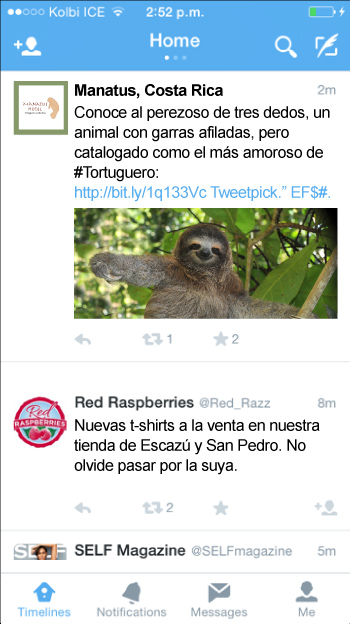 Kolbi ICE 2:52 p.m.
Home
MANATUS HOTEL
Manatus, Costa Rica 2m
Conoce al perezoso de tres dedos, un
animal con garras afiladas, pero
catalogado como el más amoroso de
#Tortuguero:
http://bit.ly/1q133Vc Tweetpick.” EF$#.
1 2
Red
RASPBERRIES
Red Raspberries @Red_Razz 8m
Nuevas t-shirts a la venta en nuestra
tienda de Escazú y San Pedro. No
olvide pasar por la suya.
2
SELF
SELF Magazine @SELFmagazine 5m
Timelines Notifications Messages Me